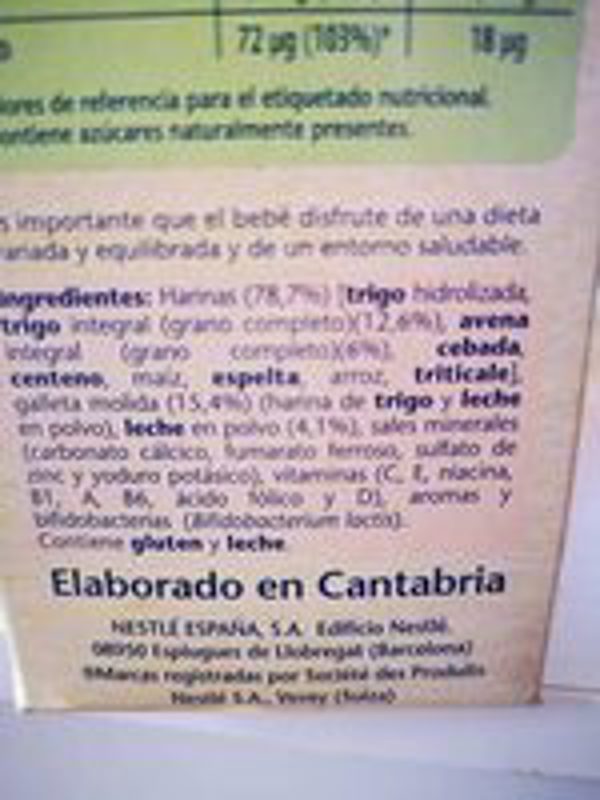 72 µg (103%)* 18 µg
ores de referencia para el etiquetado nutricional.
ontiene azúcares naturalmente presentes.
s importante que el bebé disfrute de una dieta
ariada y equilibrada y de un entorno saludable.
Ingredientes: Harinas (78,7%) [trigo hidrolizada,
trigo integral (grano completo)(12,6%), avena
integral (grano completo)(6%), cebada,
centeno, maíz, espelta, arroz, triticale],
galleta molida (15,4%) (harina de trigo y leche
en polvo), leche en polvo (4,1%), sales minerales
(carbonato cálcico, fumarato ferroso, sulfato de
zinc y yoduro potásico), vitaminas (C, E, niacina,
B1, A, B6, ácido fólico y D), aromas y
bifidobacterias (Bifidobacterium lactis).
Contiene gluten y leche.
Elaborado en Cantabria
NESTLÉ ESPAÑA, S.A. Edificio Nestlé.
08950 Esplugues de Llobregat (Barcelona)
®Marcas registradas por Société des Produits
Nestlé S.A., Vevey (Suiza)